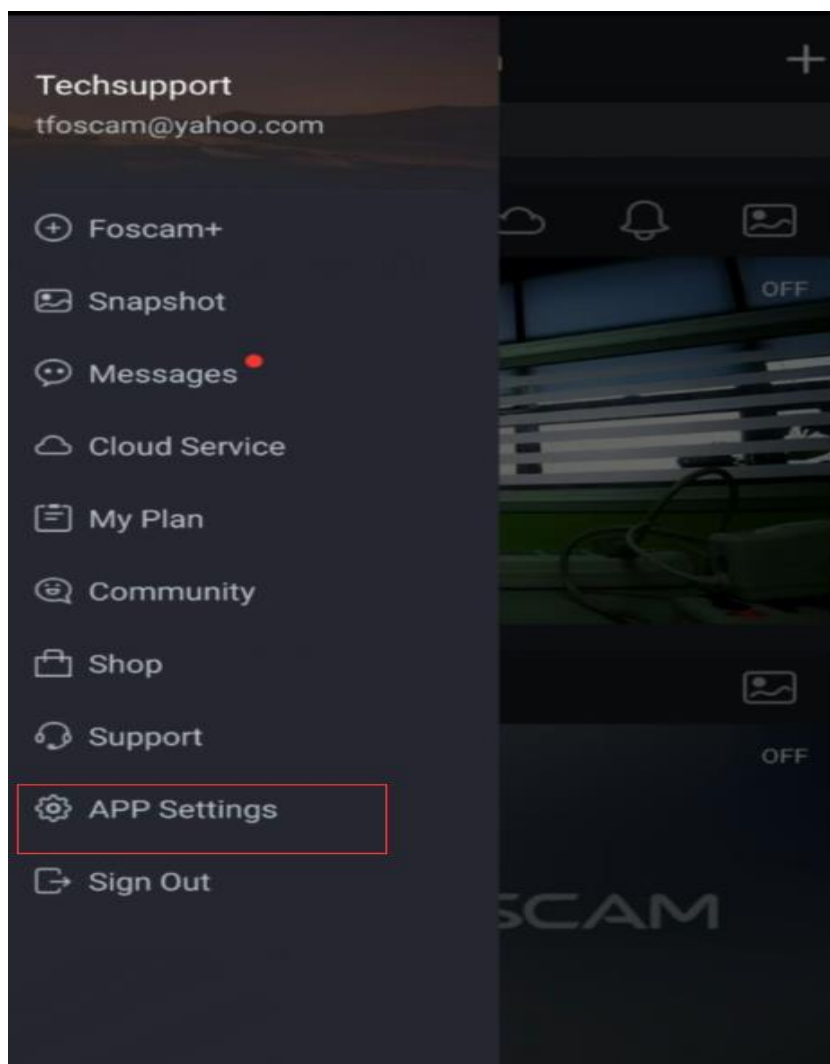 Techsupport
tfoscam@yahoo.com
Foscam+
Snapshot
Messages
Cloud Service
My Plan
Community
Shop
Support
APP Settings
Sign Out
OFF
OFF
SCAM